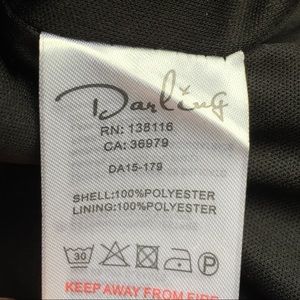 Darling
RN: 138116
CA: 36979
DA15-179
SHELL:100%POLYESTER
LINING:100%POLYESTER
30 P
KEEP AWAY FROM FIRE